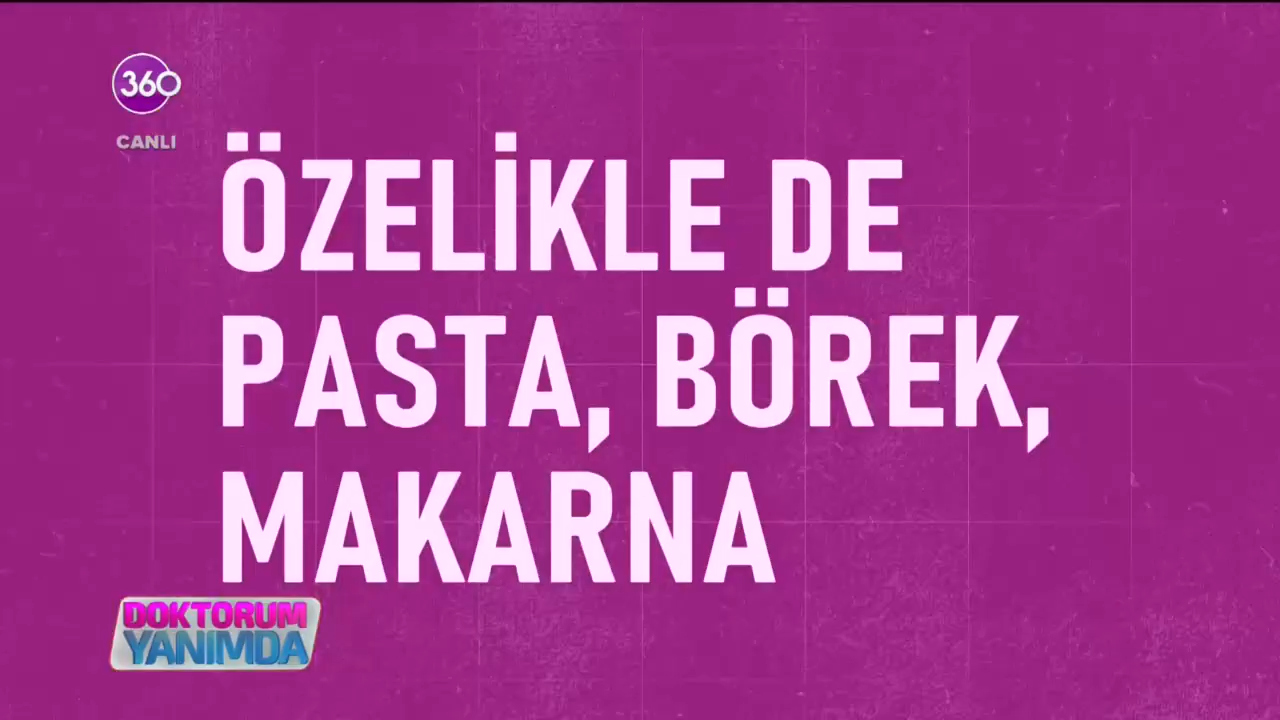 360
CANLI
ÖZELİKLE DE
PASTA, BÖREK,
MAKARNA
DOKTORUM
YANIMDA